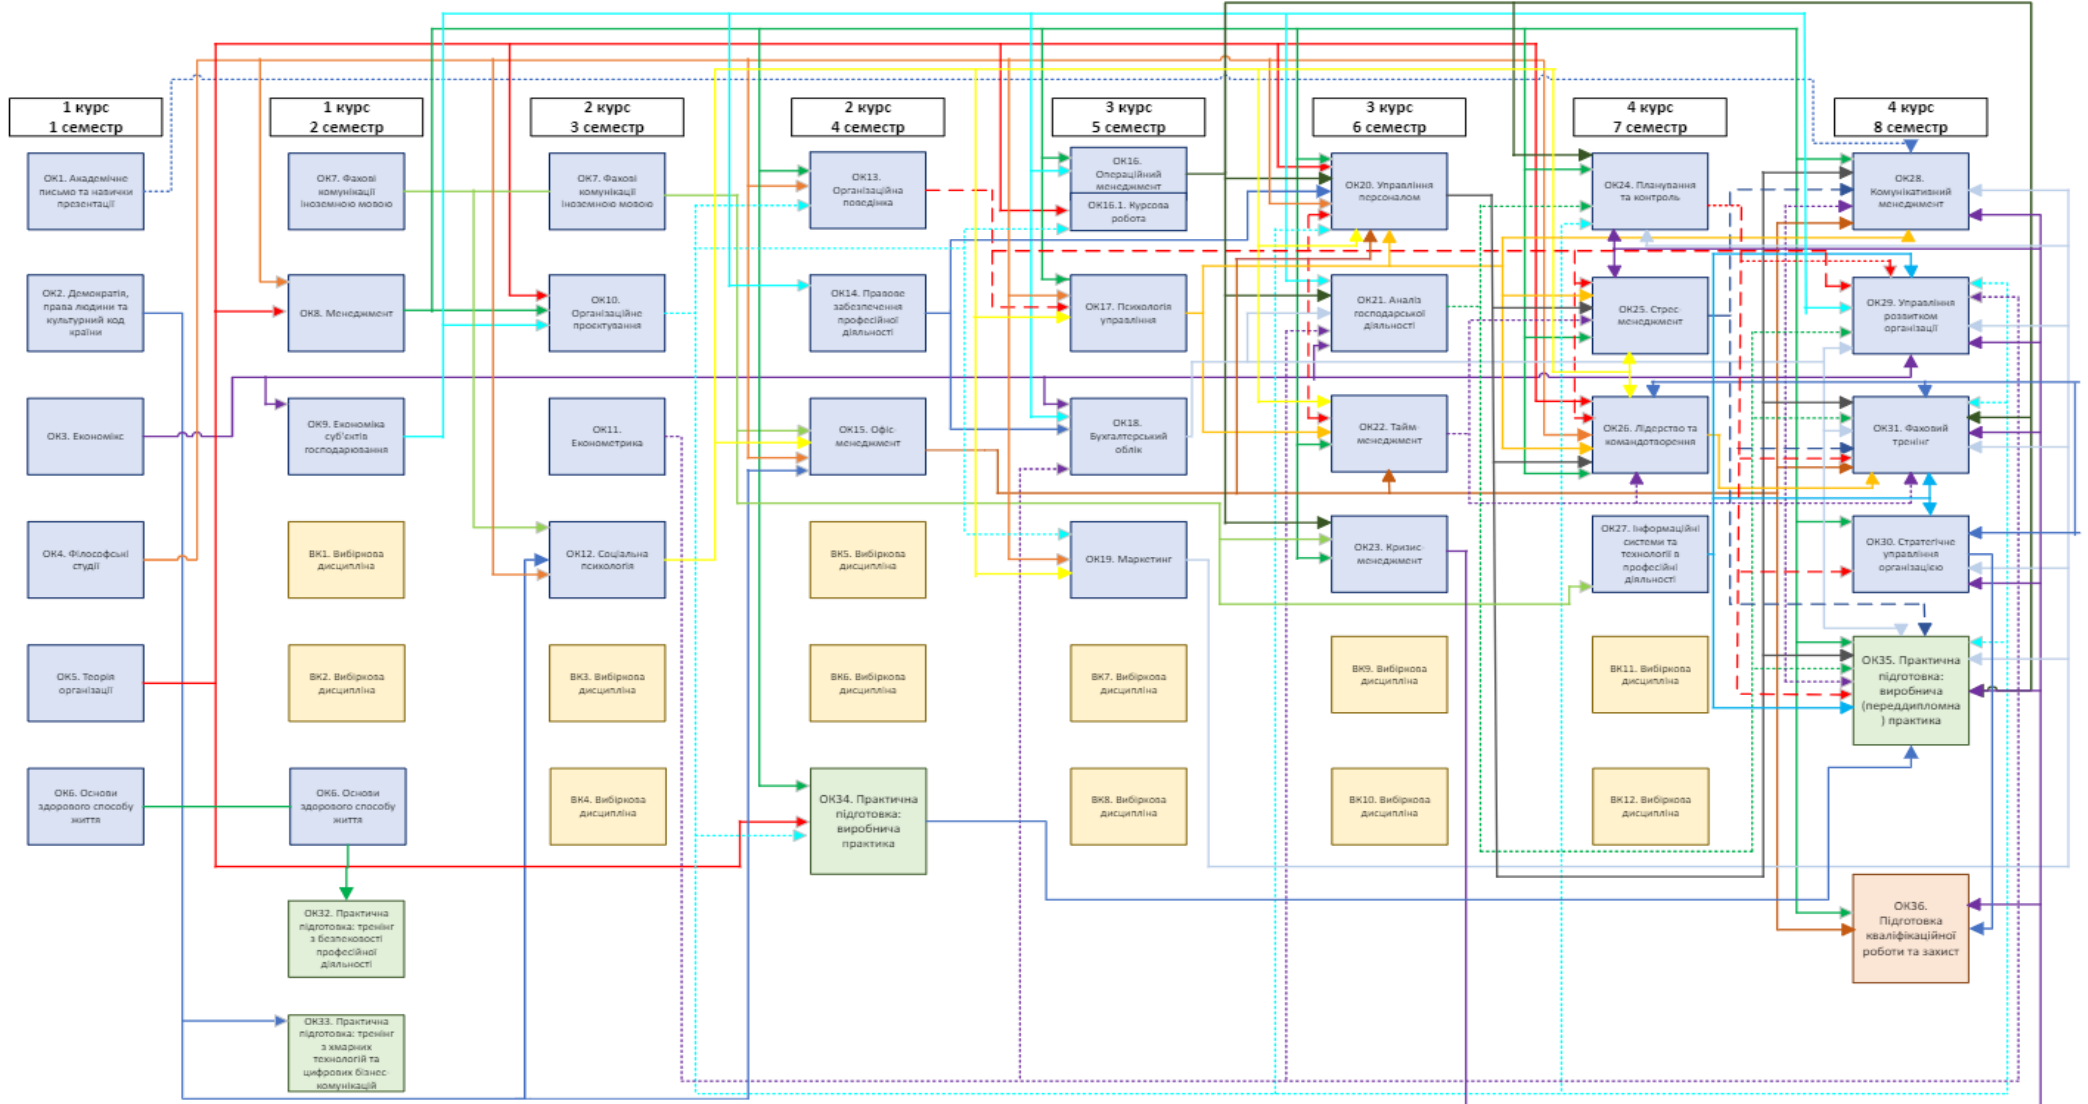 1 курс
1 семестр
1 курс
2 семестр
2 курс
3 семестр
2 курс
4 семестр
3 курс
5 семестр
3 курс
6 семестр
4 курс
7 семестр
4 курс
8 семестр
ОК1. Академічне
письмо та навички
презентації
ОК7. Фахові
комунікації
іноземною мовою
ОК7. Фахові
комунікації
іноземною мовою
ОК13.
Організаційна
поведінка
ОК16.
Операційний
менеджмент
ОК16.1. Курсова
робота
ОК20. Управління
персоналом
ОК24. Планування
та контроль
ОК28.
Комунікативний
менеджмент
ОК2. Демократія,
права людини та
культурний код
країни
ОК8. Менеджмент
ОК10.
Організаційне
проєктування
ОК14. Правове
забезпечення
професійної
діяльності
ОК17. Психологія
управління
ОК21. Аналіз
господарської
діяльності
ОК25. Стрес-
менеджмент
ОК29. Управління
розвитком
організації
ОК3. Економікс
ОК9. Економіка
суб'єктів
господарювання
ОК11.
Економетрика
ОК15. Офіс-
менеджмент
ОК18.
Бухгалтерський
облік
ОК22. Тайм-
менеджмент
ОК26. Лідерство та
командотворення
ОК31. Фаховий
тренінг
ОК4. Філософські
студії
ВК1. Вибіркова
дисципліна
ОК12. Соціальна
психологія
ВК5. Вибіркова
дисципліна
ОК19. Маркетинг
ОК23. Кризис-
менеджмент
ОК27. Інформаційні
системи та
технології в
професійні
діяльності
ОК30. Стратегічне
управління
організацією
ОК5. Теорія
організації
ВК2. Вибіркова
дисципліна
ВК3. Вибіркова
дисципліна
ВК6. Вибіркова
дисципліна
ВК7. Вибіркова
дисципліна
ВК9. Вибіркова
дисципліна
ВК11. Вибіркова
дисципліна
ОК35. Практична
підготовка:
виробнича
(переддипломна
) практика
ОК6. Основи
здорового способу
життя
ОК6. Основи
здорового способу
життя
ВК4. Вибіркова
дисципліна
ОК34. Практична
підготовка:
виробнича
практика
ВК8. Вибіркова
дисципліна
ВК10. Вибіркова
дисципліна
ВК12. Вибіркова
дисципліна
ОК32. Практична
підготовка: тренінг
з безпековості
професійної
діяльності
ОК36.
Підготовка
кваліфікаційної
роботи та захист
ОК33. Практична
підготовка: тренінг
з хмарних
технологій та
цифрових бізнес-
комунікацій